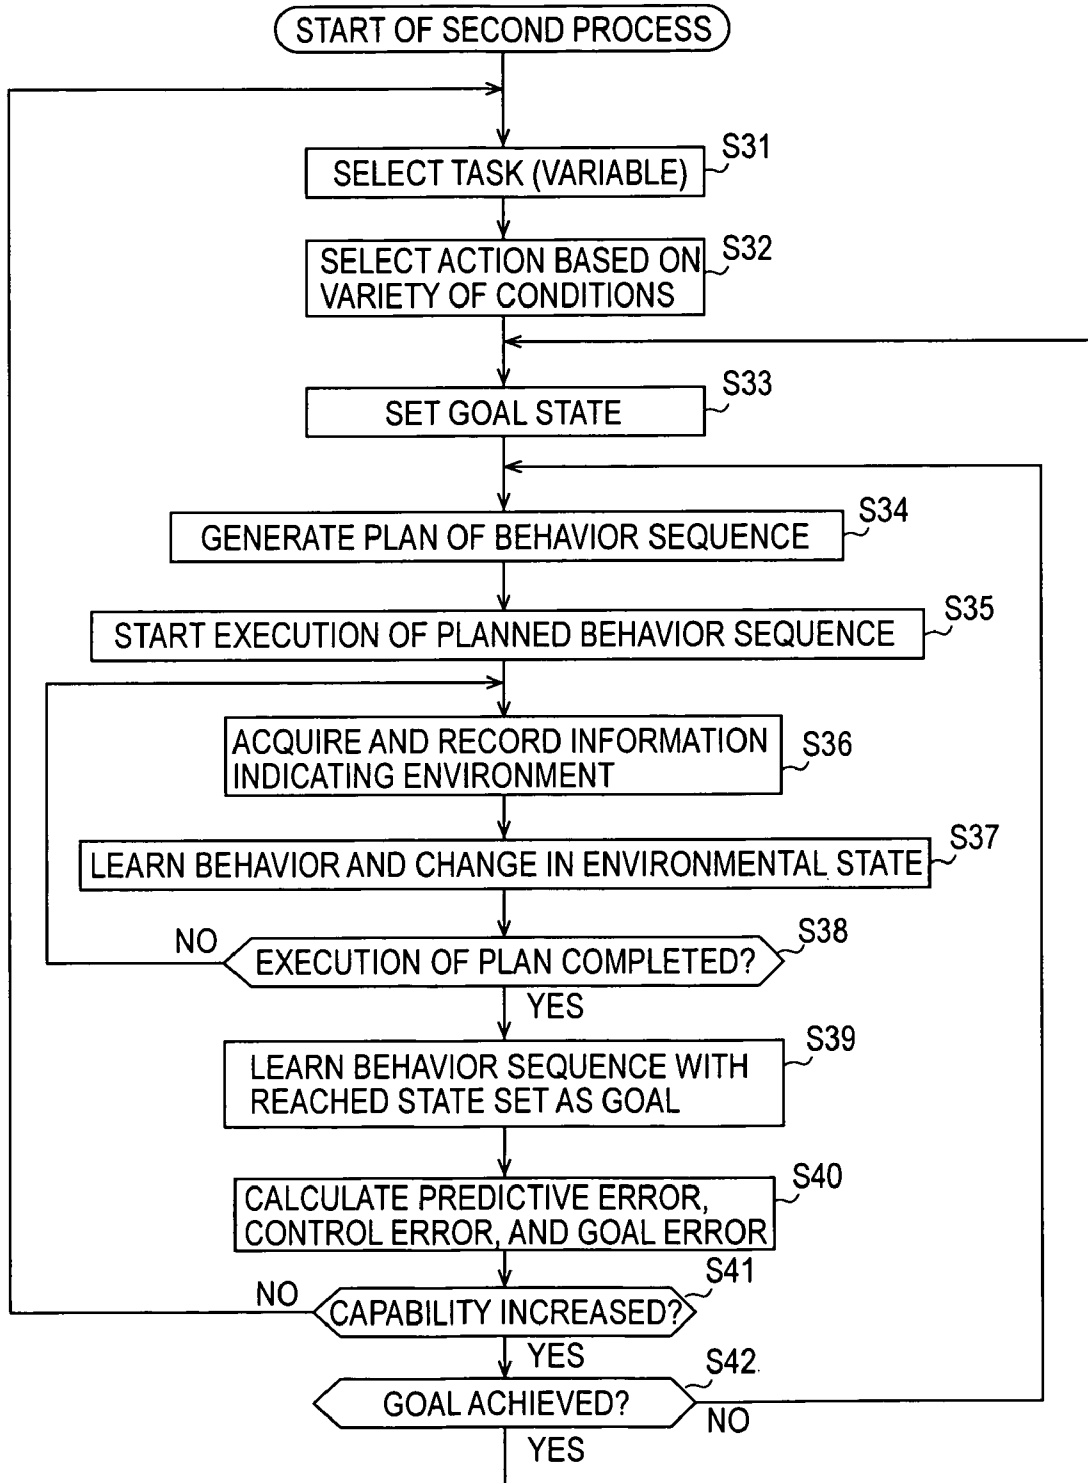 START OF SECOND PROCESS
S31
SELECT TASK (VARIABLE)
S32
SELECT ACTION BASED ON
VARIETY OF CONDITIONS
S33
SET GOAL STATE
S34
GENERATE PLAN OF BEHAVIOR SEQUENCE
S35
START EXECUTION OF PLANNED BEHAVIOR SEQUENCE
S36
ACQUIRE AND RECORD INFORMATION
INDICATING ENVIRONMENT
S37
LEARN BEHAVIOR AND CHANGE IN ENVIRONMENTAL STATE
S38
NO
EXECUTION OF PLAN COMPLETED?
YES
S39
LEARN BEHAVIOR SEQUENCE WITH
REACHED STATE SET AS GOAL
S40
CALCULATE PREDICTIVE ERROR,
CONTROL ERROR, AND GOAL ERROR
S41
NO
CAPABILITY INCREASED?
YES
S42
GOAL ACHIEVED?
NO
YES